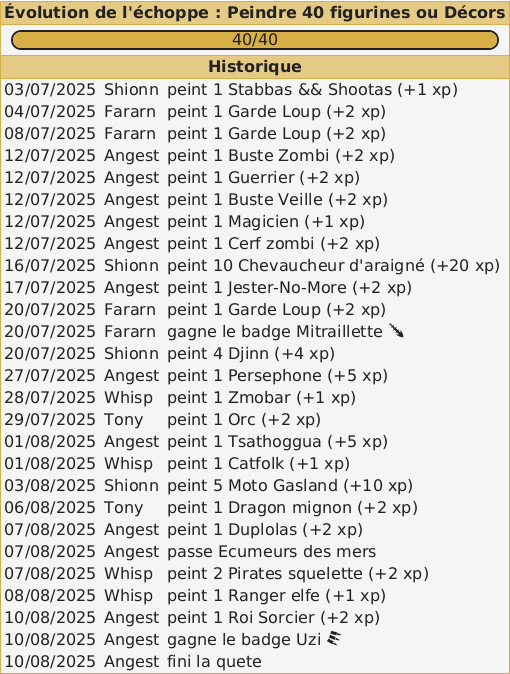 Évolution de l'échoppe : Peindre 40 figurines ou Décors
40/40
Historique
03/07/2025 Shionn peint 1 Stabbas && Shootas (+1 xp)
04/07/2025 Fararn peint 1 Garde Loup (+2 xp)
08/07/2025 Fararn peint 1 Garde Loup (+2 xp)
12/07/2025 Angest peint 1 Buste Zombi (+2 xp)
12/07/2025 Angest peint 1 Guerrier (+2 xp)
12/07/2025 Angest peint 1 Buste Veille (+2 xp)
12/07/2025 Angest peint 1 Magicien (+1 xp)
12/07/2025 Angest peint 1 Cerf zombi (+2 xp)
16/07/2025 Shionn peint 10 Chevaucheur d'araigné (+20 xp)
17/07/2025 Angest peint 1 Jester-No-More (+2 xp)
20/07/2025 Fararn peint 1 Garde Loup (+2 xp)
20/07/2025 Fararn gagne le badge Mitraillette
20/07/2025 Shionn peint 4 Djinn (+4 xp)
27/07/2025 Angest peint 1 Persephone (+5 xp)
28/07/2025 Whisp peint 1 Zmobar (+1 xp)
29/07/2025 Tony peint 1 Orc (+2 xp)
01/08/2025 Angest peint 1 Tsathoggua (+5 xp)
01/08/2025 Whisp peint 1 Catfolk (+1 xp)
03/08/2025 Shionn peint 5 Moto Gasland (+10 xp)
06/08/2025 Tony peint 1 Dragon mignon (+2 xp)
07/08/2025 Angest peint 1 Duplolas (+2 xp)
07/08/2025 Angest passe Ecumeurs des mers
07/08/2025 Whisp peint 2 Pirates squelette (+2 xp)
08/08/2025 Whisp peint 1 Ranger elfe (+1 xp)
10/08/2025 Angest peint 1 Roi Sorcier (+2 xp)
10/08/2025 Angest gagne le badge Uzi
10/08/2025 Angest fini la quete